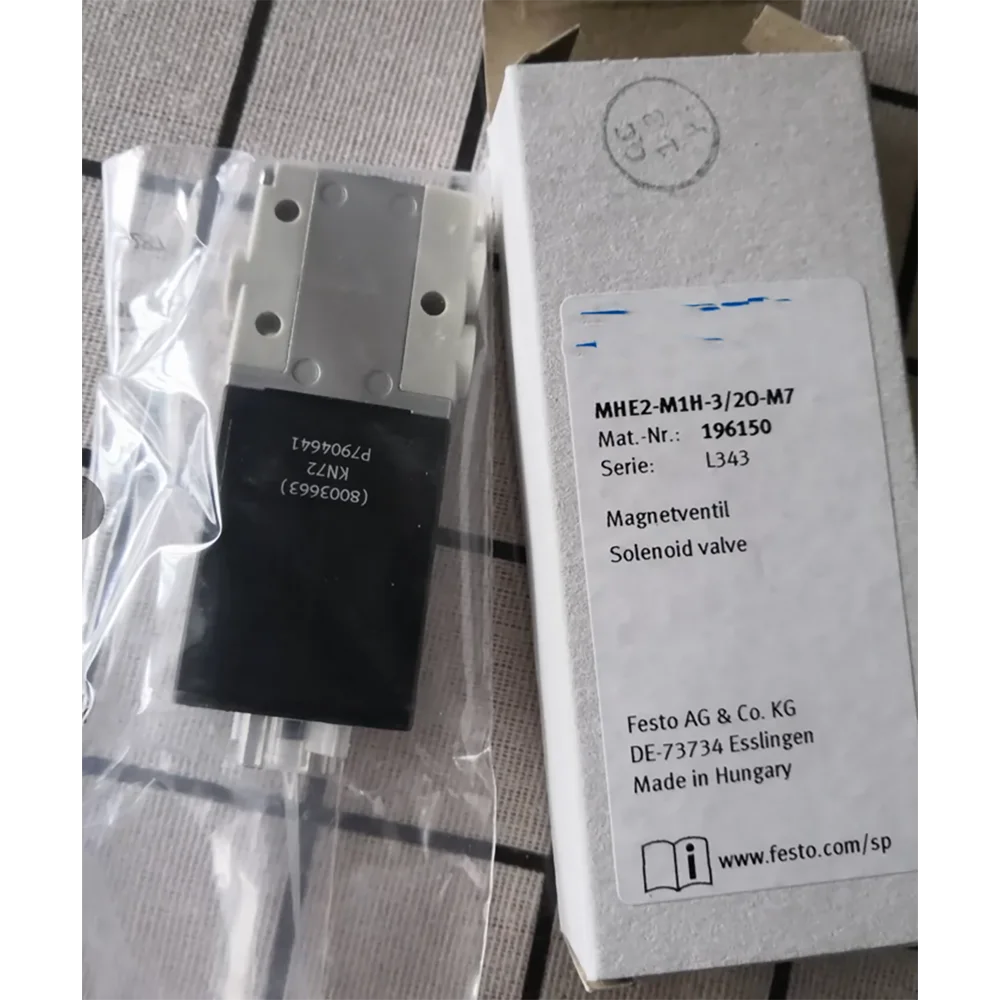 P7904641
KN72
(8003663)
MHE2-M1H-3/2O-M7
Mat.-Nr.: 196150
Serie: L343
Magnetventil
Solenoid valve
Festo AG & Co. KG
DE-73734 Esslingen
Made in Hungary
www.festo.com/sp